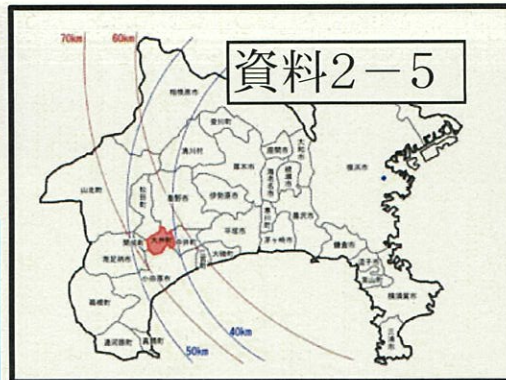 資料2-5
70km
60km
相模原市
愛川町
清川村
厚木市
座間市
大和市
海老名市
綾瀬市
横浜市
山北町
松田町
秦野市
伊勢原市
寒川町
藤沢市
開成町
大井町
中井町
平塚市
茅ヶ崎市
鎌倉市
南足柄市
二宮町
大磯町
逗子市
葉山町
小田原市
箱根町
横須賀市
湯河原町
真鶴町
三浦市
50km
40km